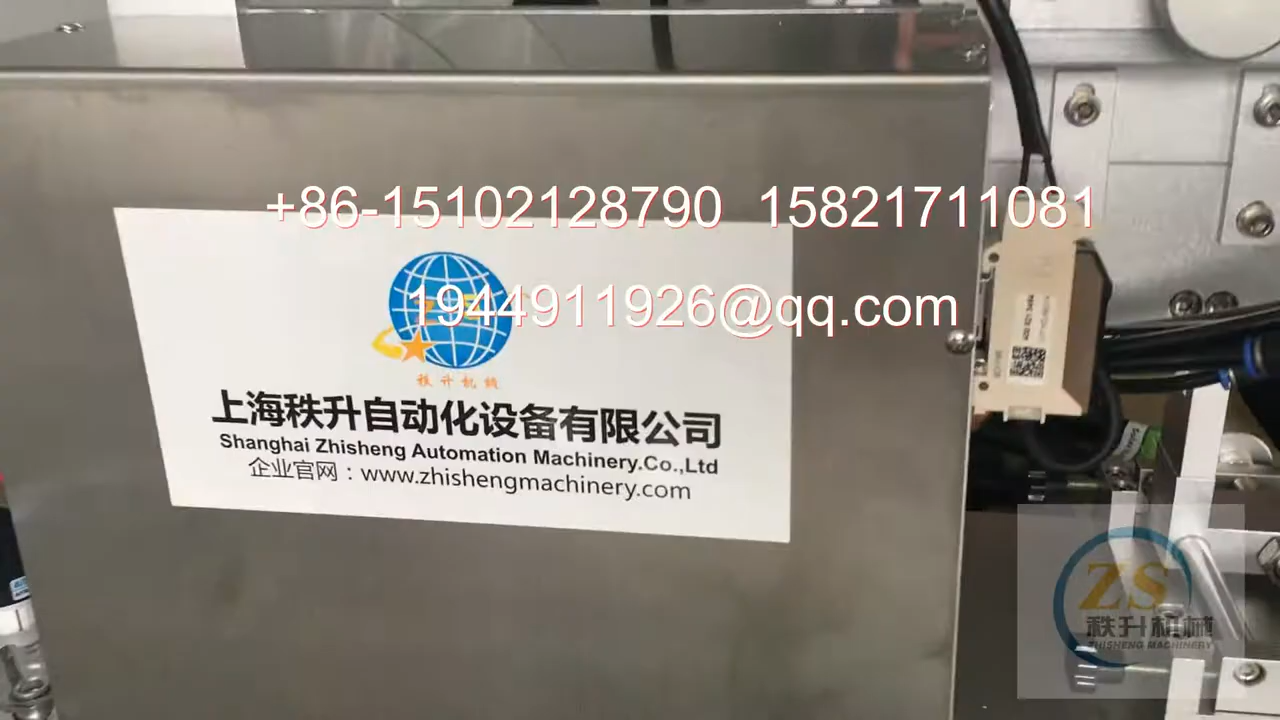 +86-15102128790 15821711081
1944911926@qq.com
秩升机械
上海秩升自动化设备有限公司
Shanghai Zhisheng Automation Machinery.Co.,Ltd
企业官网：www.zhishengmachinery.com
ZS
秩升机械
ZHISHENG MACHINERY